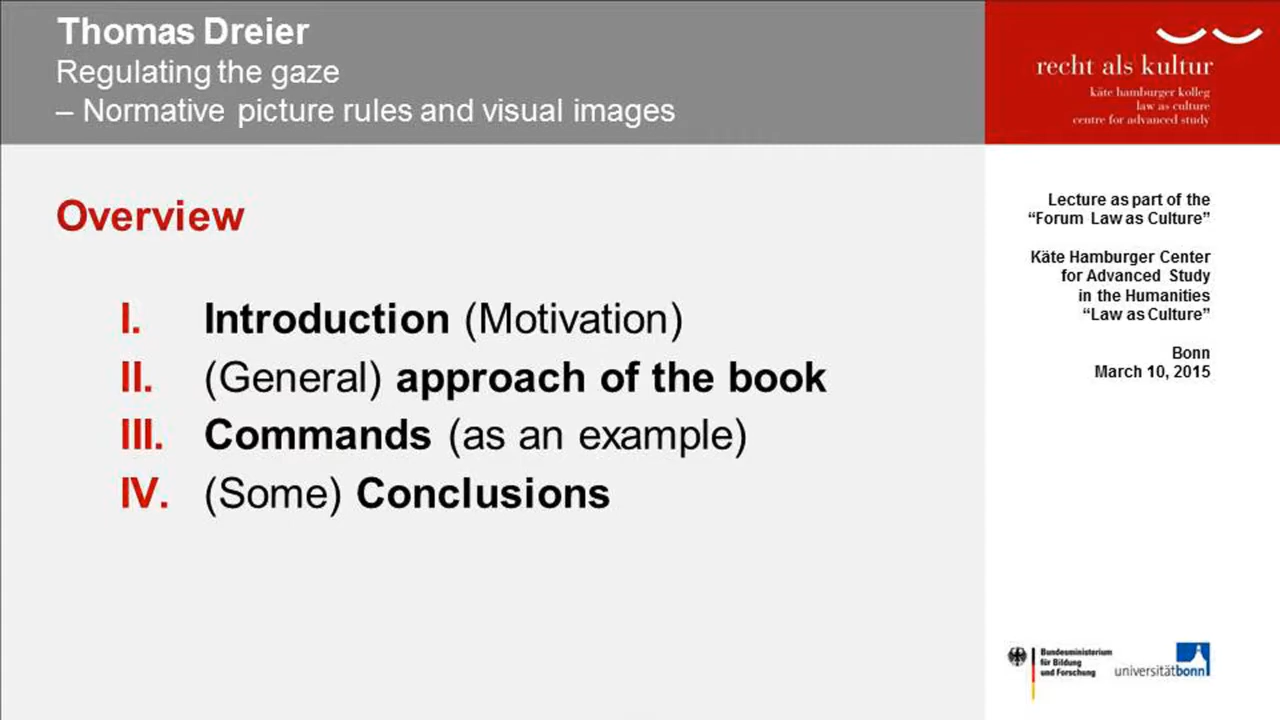 Thomas Dreier
Regulating the gaze
– Normative picture rules and visual images
recht als kultur
käte hamburger kolleg
law as culture
centre for advanced study
Overview
I. Introduction (Motivation)
II. (General) approach of the book
III. Commands (as an example)
IV. (Some) Conclusions
Lecture as part of the
“Forum Law as Culture”
Käte Hamburger Center
for Advanced Study
in the Humanities
“Law as Culture”
Bonn
March 10, 2015
Bundesministerium
für Bildung
und Forschung
universitätbonn